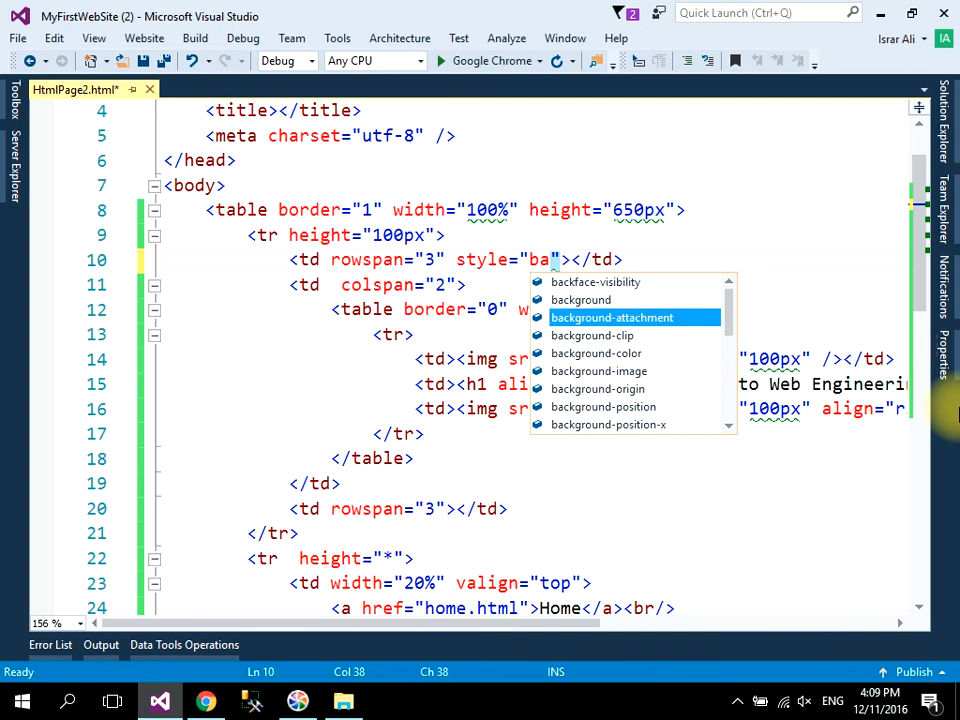 MyFirstWebSite (2) - Microsoft Visual Studio
2
Quick Launch (Ctrl+Q)
File Edit View Website Build Debug Team Tools Architecture Test Analyze Window Help
Israr Ali IA
Debug Any CPU Google Chrome
HtmlPage2.html*
Toolbox
Server Explorer
Solution Explorer
Team Explorer
Notifications
Properties
4 <title></title>
5 <meta charset="utf-8" />
6 </head>
7 <body>
8 <table border="1" width="100%" height="650px">
9 <tr height="100px">
10 <td rowspan="3" style="ba"></td>
11 <td  colspan="2">
12 <table border="0" w
13 <tr>
14 <td><img sr "100px" /></td>
15 <td><h1 ali to Web Engineerin
16 <td><img sr "100px" align="r
17 </tr>
18 </table>
19 </td>
20 <td rowspan="3"></td>
21 </tr>
22 <tr  height="*">
23 <td width="20%" valign="top">
24 <a href="home.html">Home</a><br/>
backface-visibility
background
background-attachment
background-clip
background-color
background-image
background-origin
background-position
background-position-x
156 %
Error List Output Data Tools Operations
Ready Ln 10 Col 38 Ch 38 INS Publish
ENG
4:09 PM
12/11/2016
1